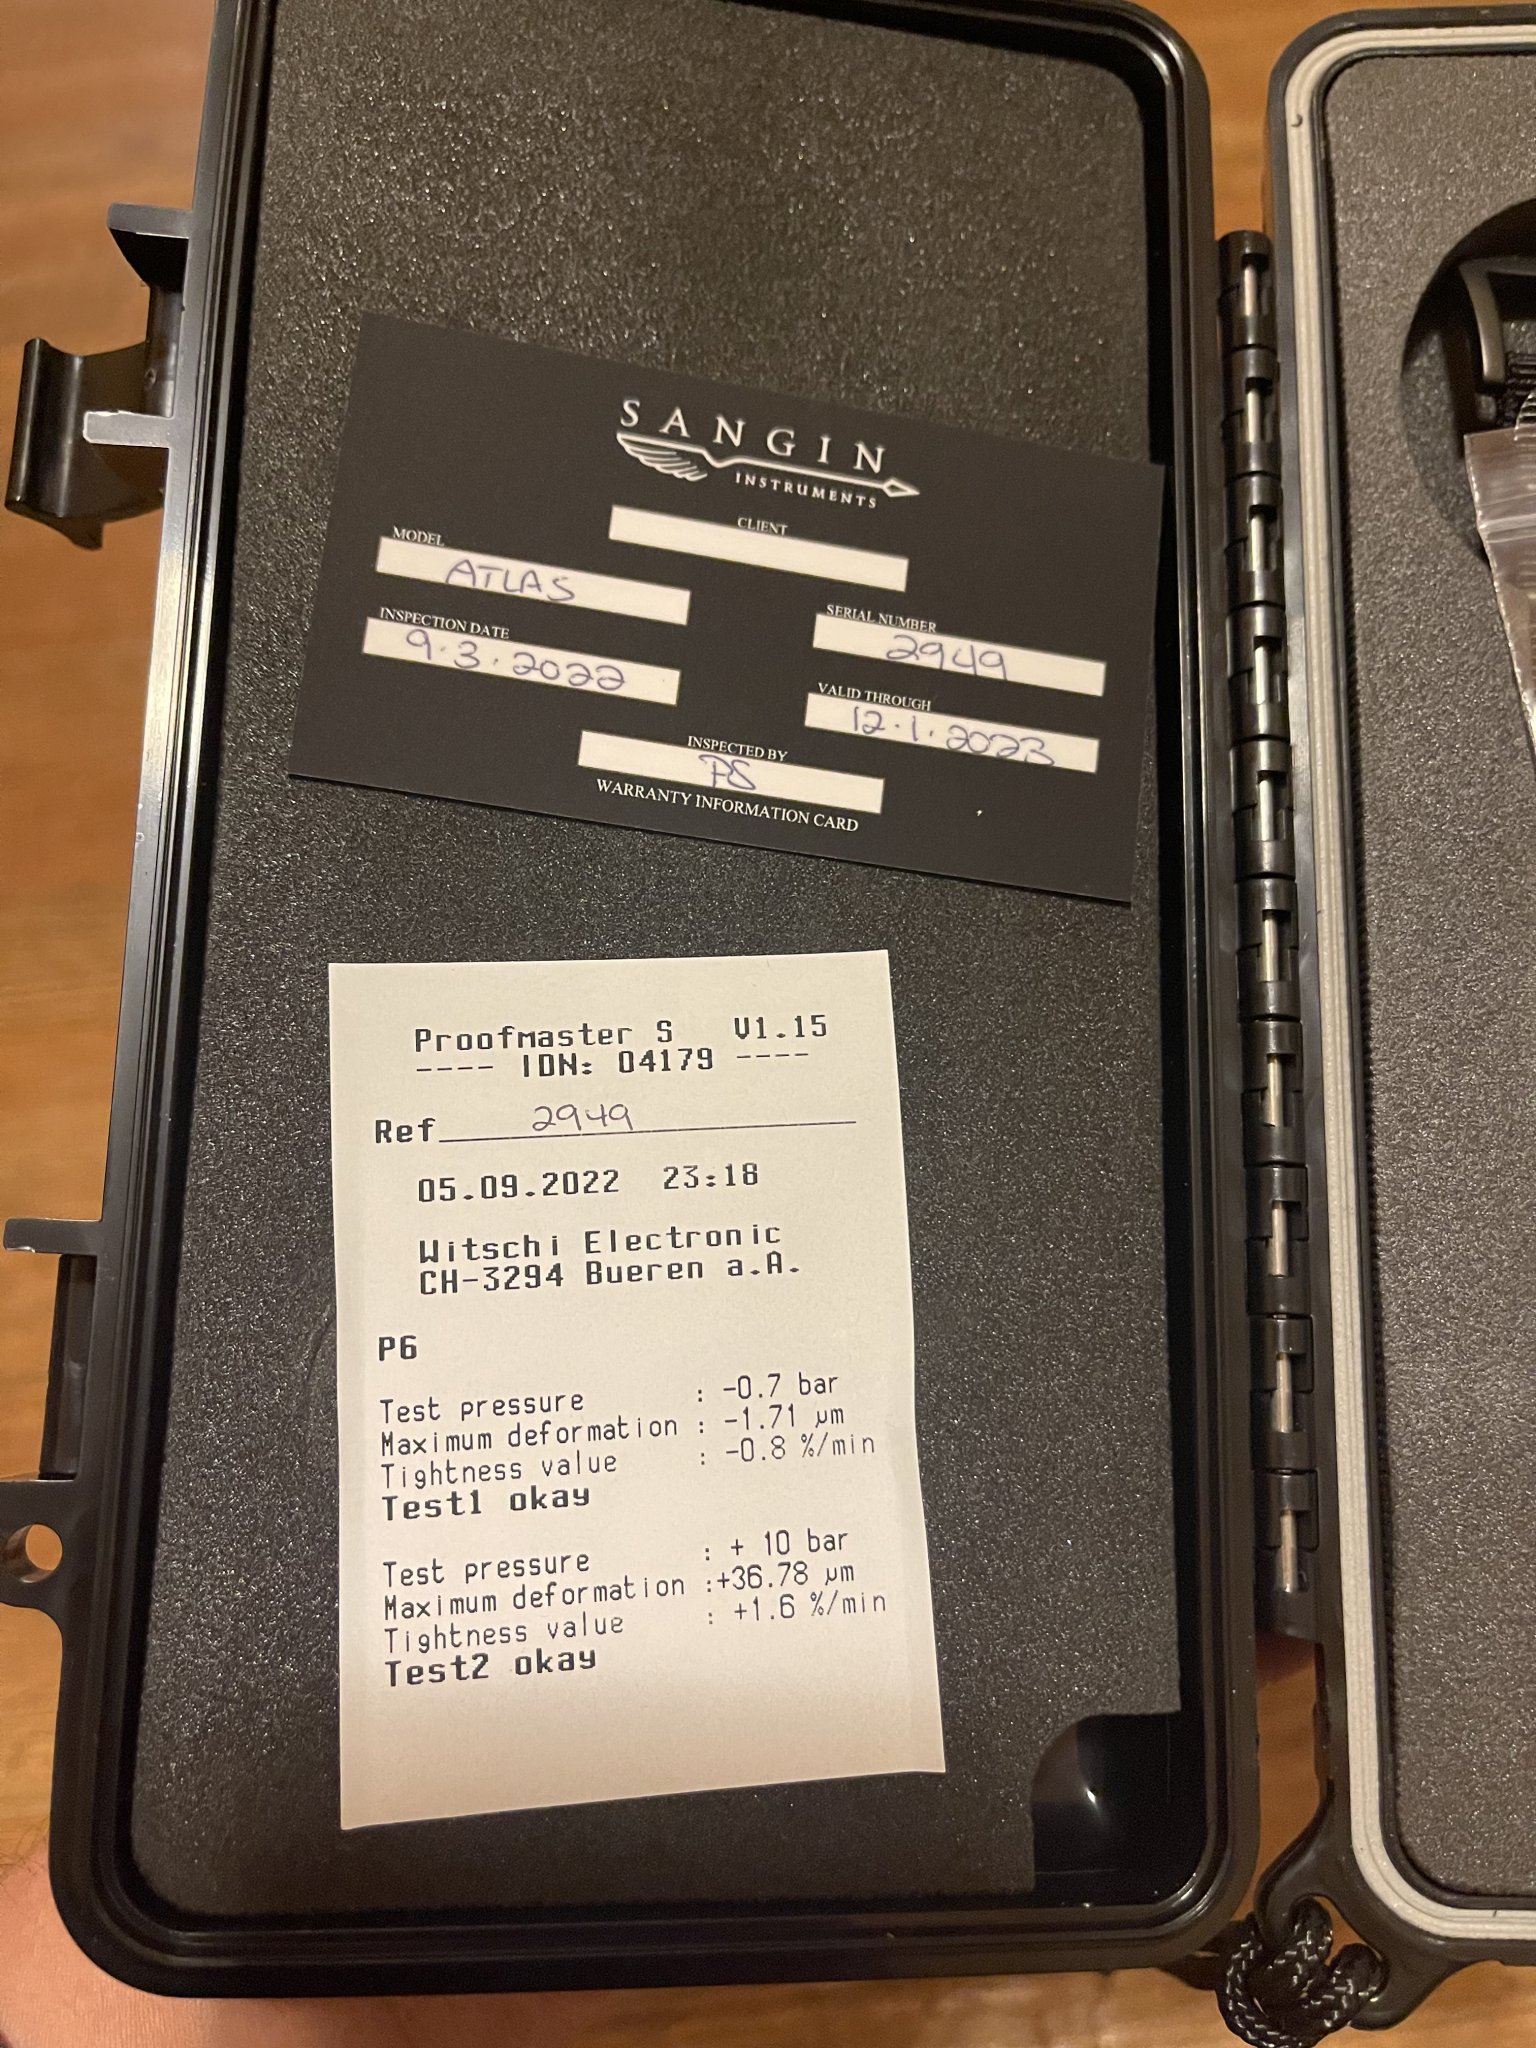 SANGIN
INSTRUMENTS
CLIENT
MODEL
ATLAS
SERIAL NUMBER
2949
INSPECTION DATE
9.3.2022
VALID THROUGH
12.1.2023
INSPECTED BY
PS
WARRANTY INFORMATION CARD
Proofmaster S V1.15
---- IDN: 04179 ----
Ref 2949
05.09.2022 23:18
Witschi Electronic
CH-3294 Bueren a.A.
P6
Test pressure : -0.7 bar
Maximum deformation : -1.71 µm
Tightness value : -0.8 %/min
Test1 okay
Test pressure : + 10 bar
Maximum deformation :+36.78 µm
Tightness value : +1.6 %/min
Test2 okay